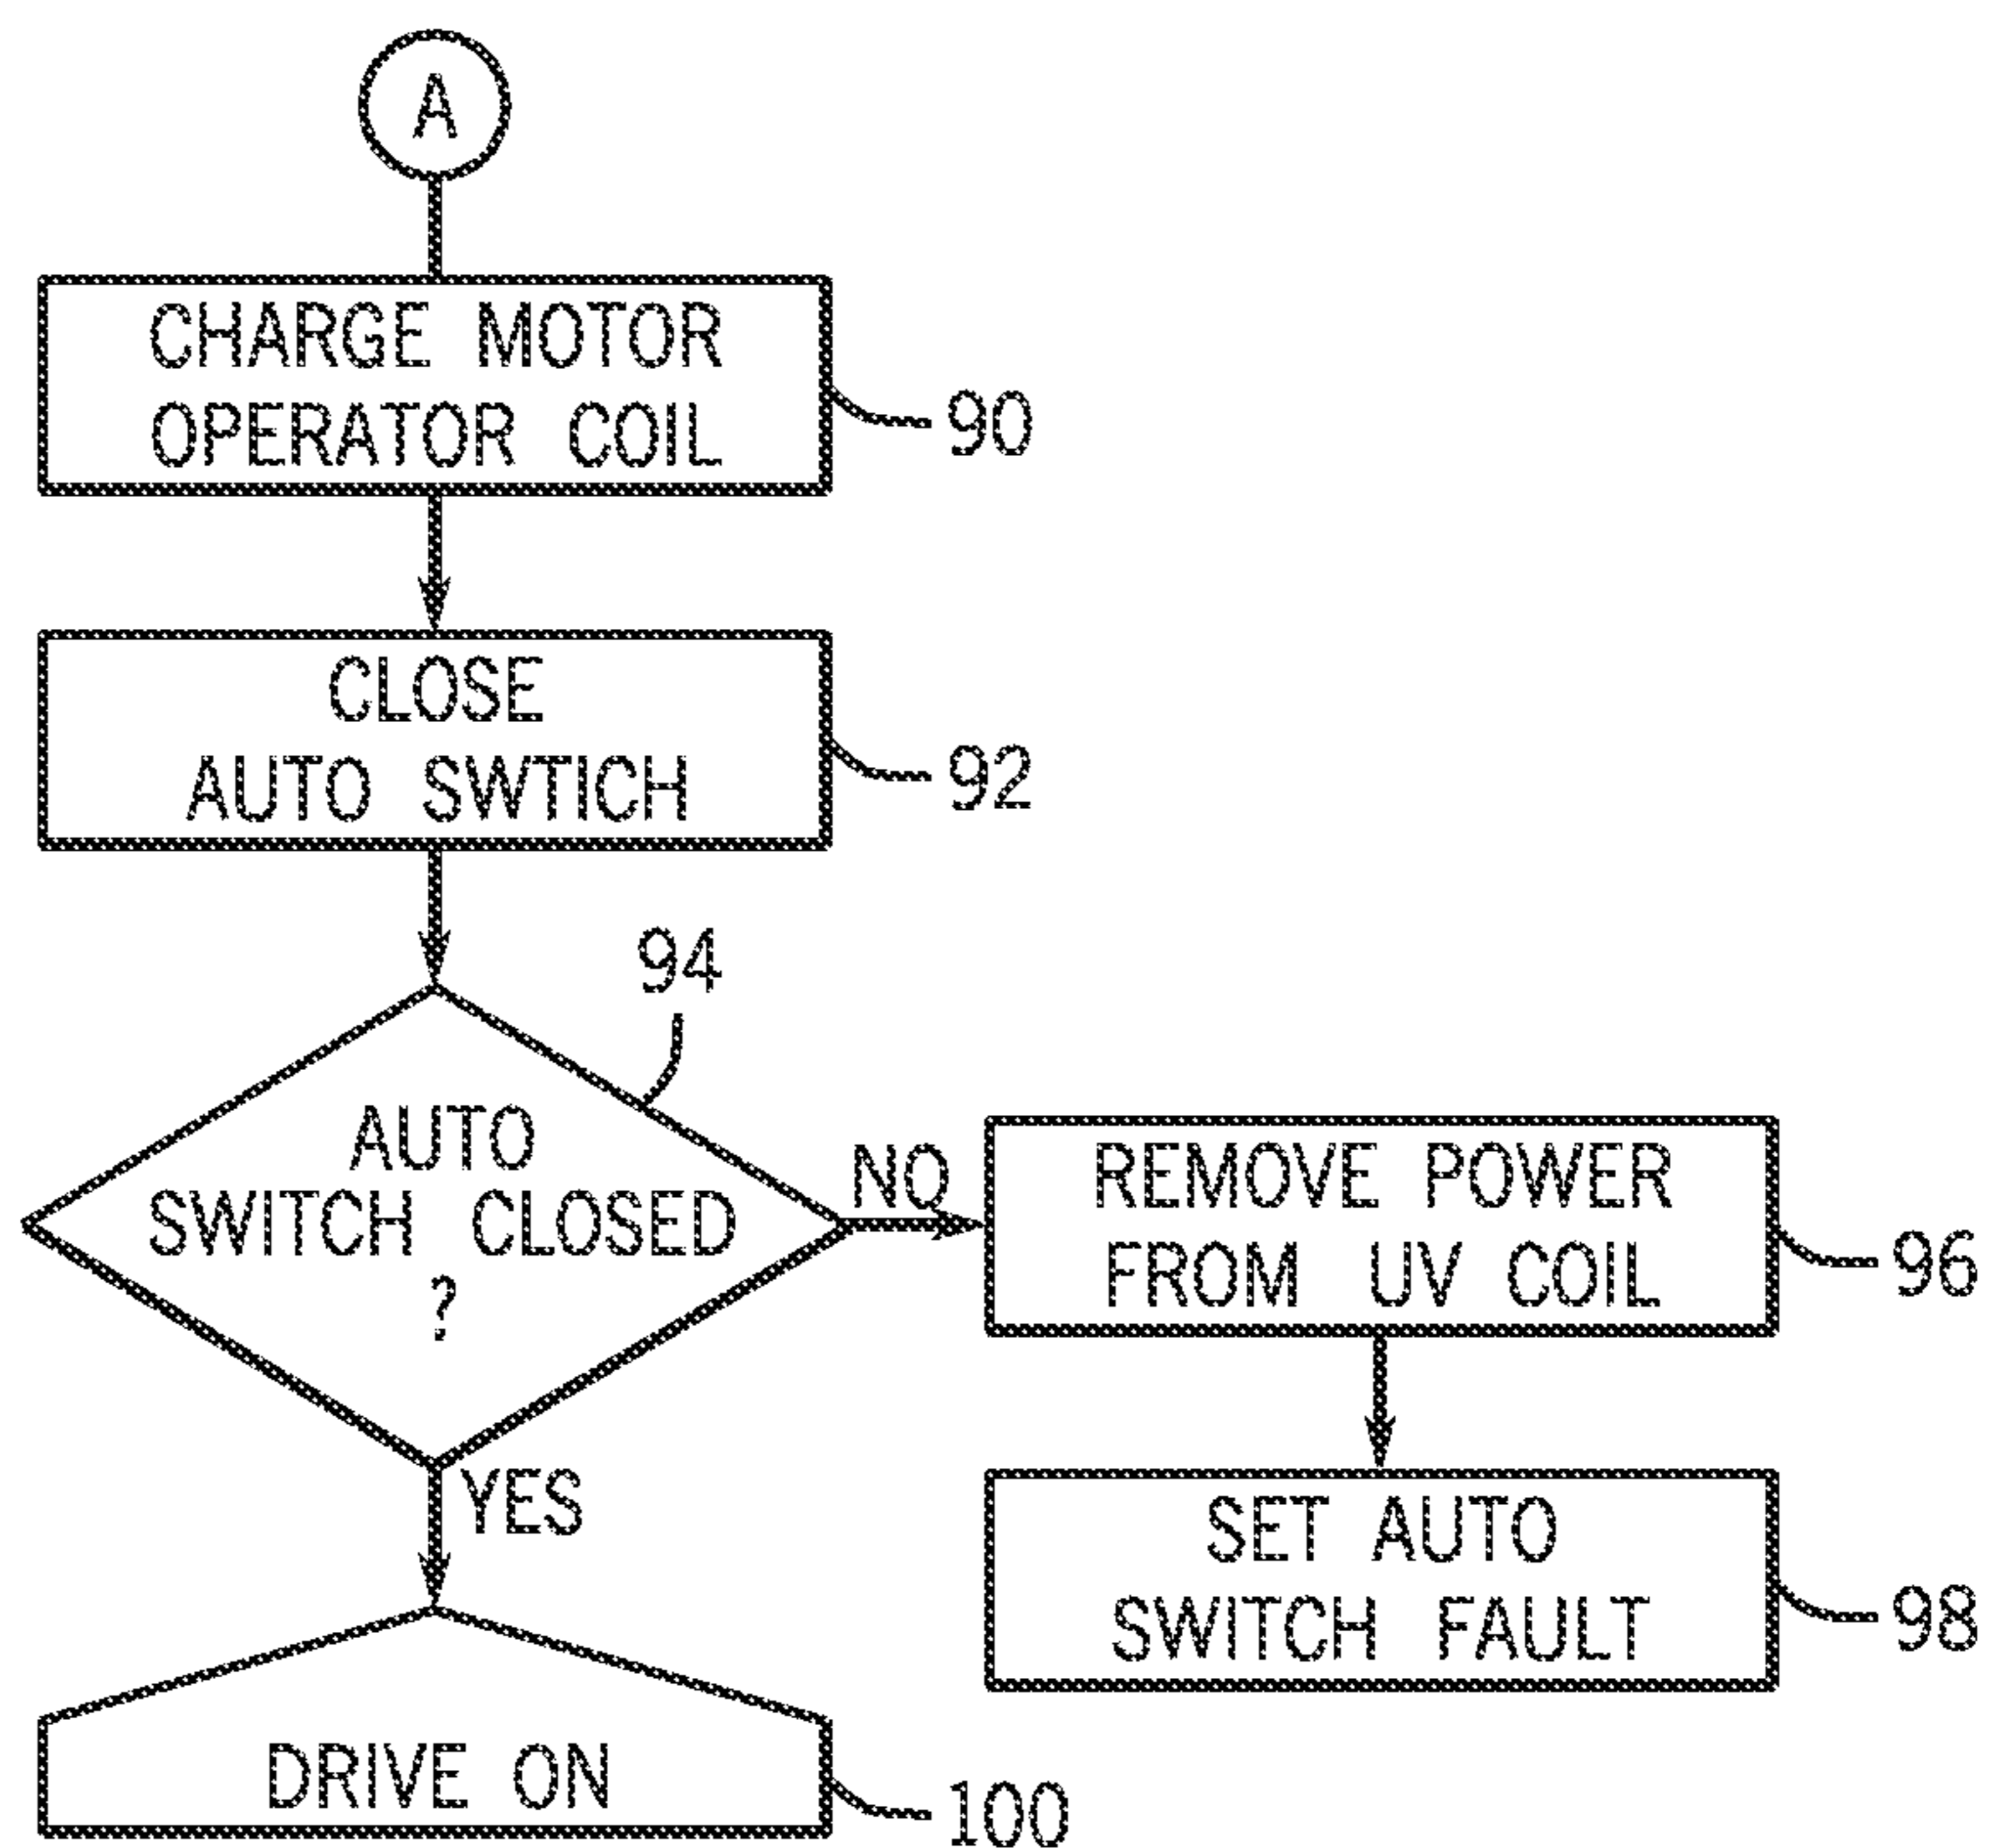 A
CHARGE MOTOR
OPERATOR COIL
90
CLOSE
AUTO SWTICH
92
94
AUTO
SWITCH CLOSED
?
NO
REMOVE POWER
FROM UV COIL
96
YES
SET AUTO
SWITCH FAULT
98
DRIVE ON
100